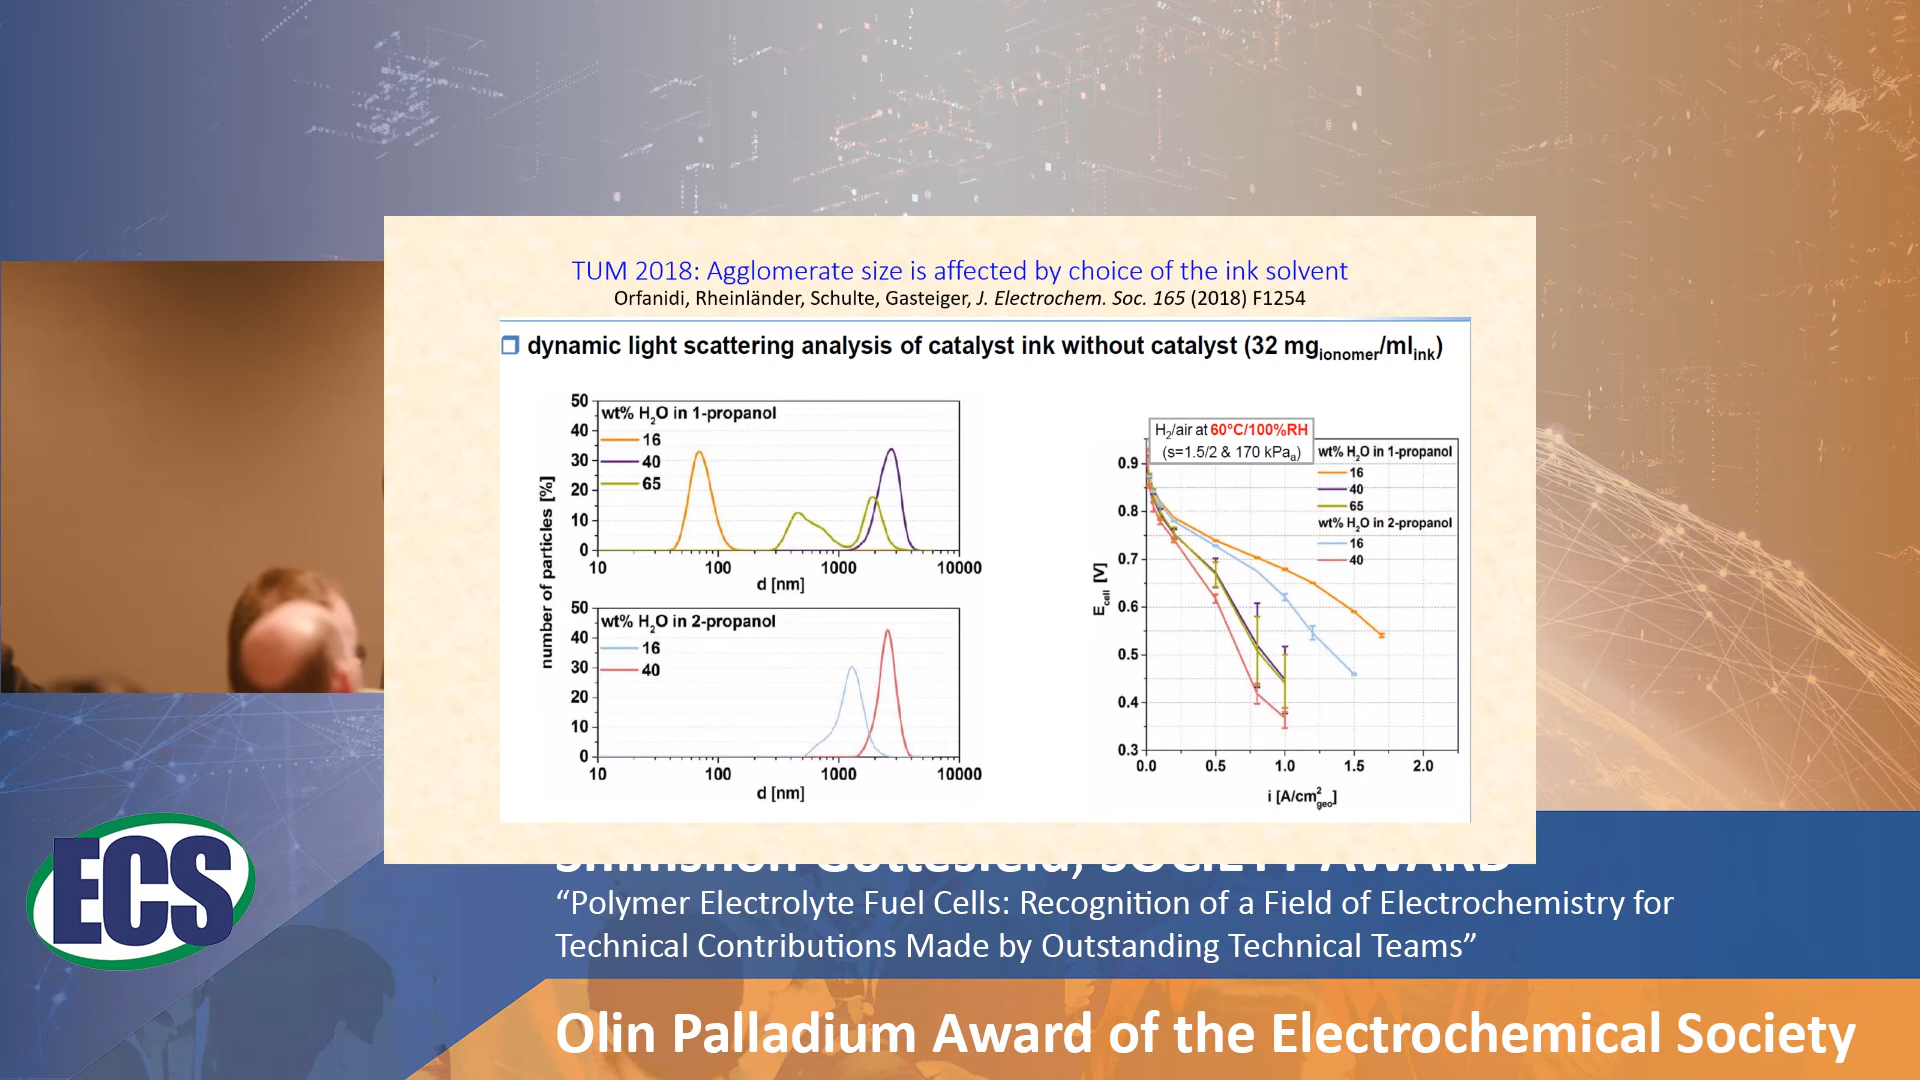 TUM 2018: Agglomerate size is affected by choice of the ink solvent
Orfanidi, Rheinländer, Schulte, Gasteiger, J. Electrochem. Soc. 165 (2018) F1254
dynamic light scattering analysis of catalyst ink without catalyst (32 mgionomer/mlink)
number of particles [%]
50
40
30
20
10
0
wt% H2O in 1-propanol
16
40
65
10 100 1000 10000
d [nm]
50
40
30
20
10
0
wt% H2O in 2-propanol
16
40
10 100 1000 10000
d [nm]
H2/air at 60°C/100%RH
(s=1.5/2 & 170 kPaa)
wt% H2O in 1-propanol
16
40
65
wt% H2O in 2-propanol
16
40
Ecell [V]
0.9
0.8
0.7
0.6
0.5
0.4
0.3
0.0 0.5 1.0 1.5 2.0
i [A/cm2geo]
ECS
Shimshon Gottesfeld, SOCIETY AWARD
“Polymer Electrolyte Fuel Cells: Recognition of a Field of Electrochemistry for
Technical Contributions Made by Outstanding Technical Teams”
Olin Palladium Award of the Electrochemical Society